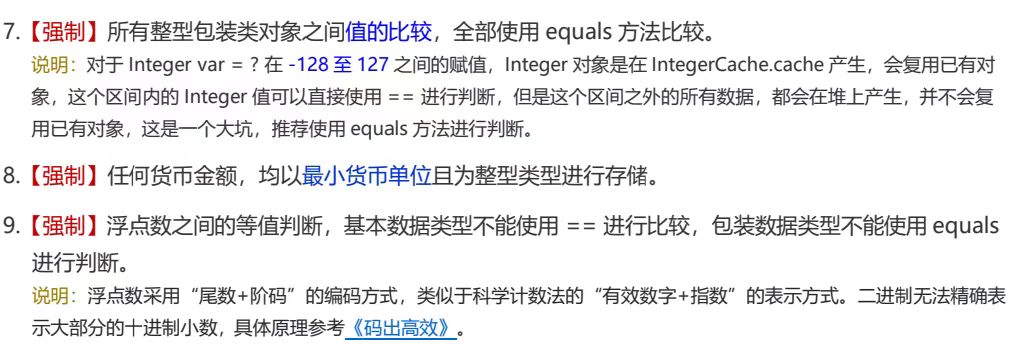 7.【强制】所有整型包装类对象之间值的比较，全部使用 equals 方法比较。
说明：对于 Integer var = ? 在 -128 至 127 之间的赋值，Integer 对象是在 IntegerCache.cache 产生，会复用已有对
象，这个区间内的 Integer 值可以直接使用 == 进行判断，但是这个区间之外的所有数据，都会在堆上产生，并不会复
用已有对象，这是一个大坑，推荐使用 equals 方法进行判断。
8.【强制】任何货币金额，均以最小货币单位且为整型类型进行存储。
9.【强制】浮点数之间的等值判断，基本数据类型不能使用 == 进行比较，包装数据类型不能使用 equals
进行判断。
说明：浮点数采用“尾数+阶码”的编码方式，类似于科学计数法的“有效数字+指数”的表示方式。二进制无法精确表
示大部分的十进制小数，具体原理参考《码出高效》。